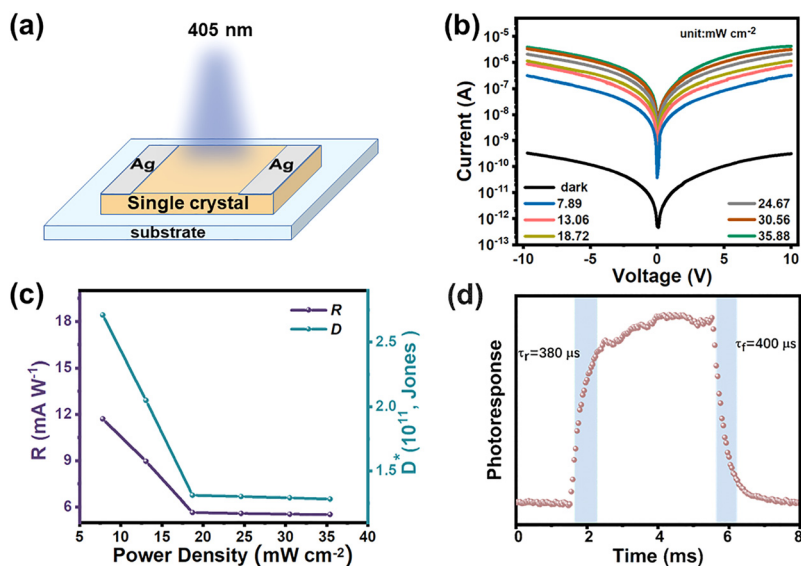 (a)
405 nm
Ag
Ag
Single crystal
substrate
(b)
unit:mW cm⁻²
Current (A)
10⁻⁵
10⁻⁶
10⁻⁷
10⁻⁸
10⁻⁹
10⁻¹⁰
10⁻¹¹
10⁻¹²
10⁻¹³
dark
7.89
13.06
18.72
24.67
30.56
35.88
-10 -5 0 5 10
Voltage (V)
(c)
R (mA W⁻¹)
18
15
12
9
6
R
D
2.5
2.0
1.5
D* (10¹¹, Jones)
5 10 15 20 25 30 35 40
Power Density (mW cm⁻²)
(d)
Photoresponse
τr=380 μs
τf=400 μs
0 2 4 6 8
Time (ms)